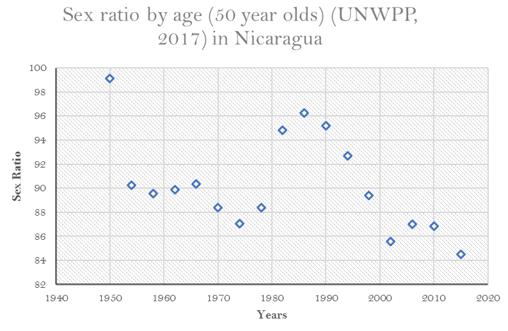 Sex ratio by age (50 year olds) (UNWPP,
2017) in Nicaragua
100
98
96
94
92
90
88
86
84
82
Sex Ratio
1940 1950 1960 1970 1980 1990 2000 2010 2020
Years